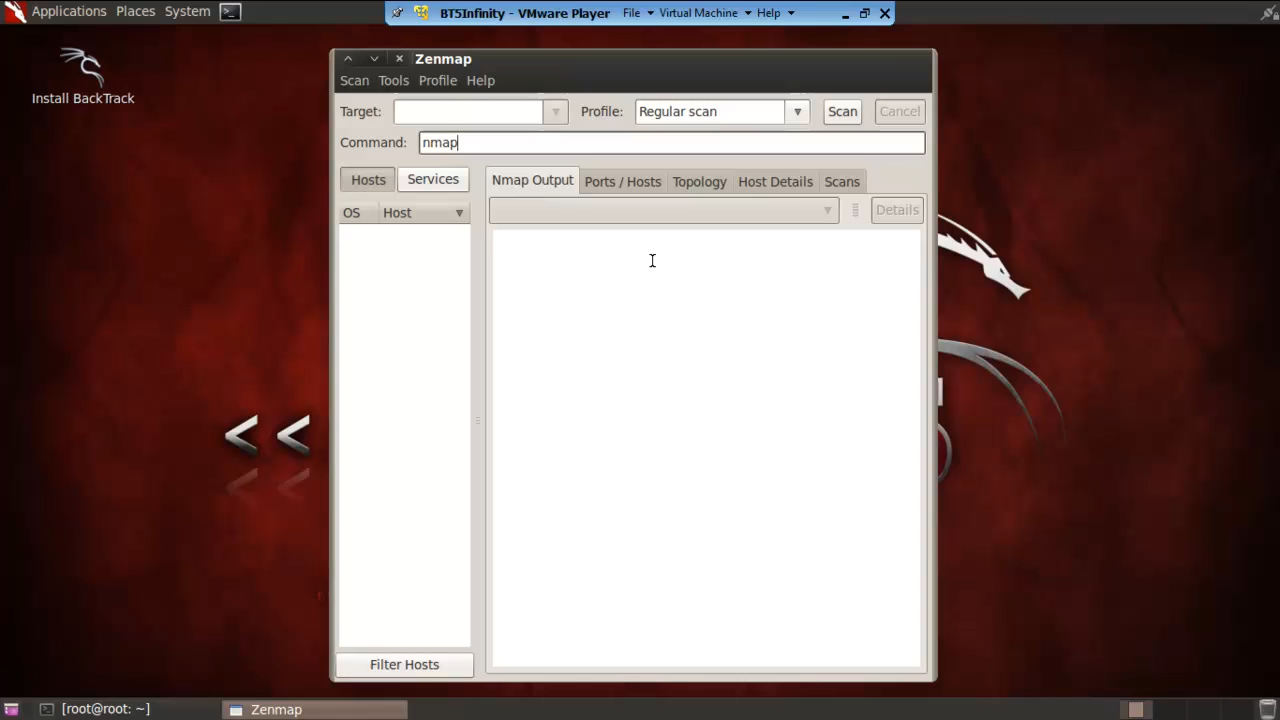 Applications Places System
BT5Infinity - VMware Player File Virtual Machine Help
Install BackTrack
Zenmap
Scan Tools Profile Help
Target: Profile: Regular scan Scan Cancel
Command: nmap
Hosts Services
Nmap Output Ports / Hosts Topology Host Details Scans
OS Host
Details
<<
Filter Hosts
[root@root: ~] Zenmap